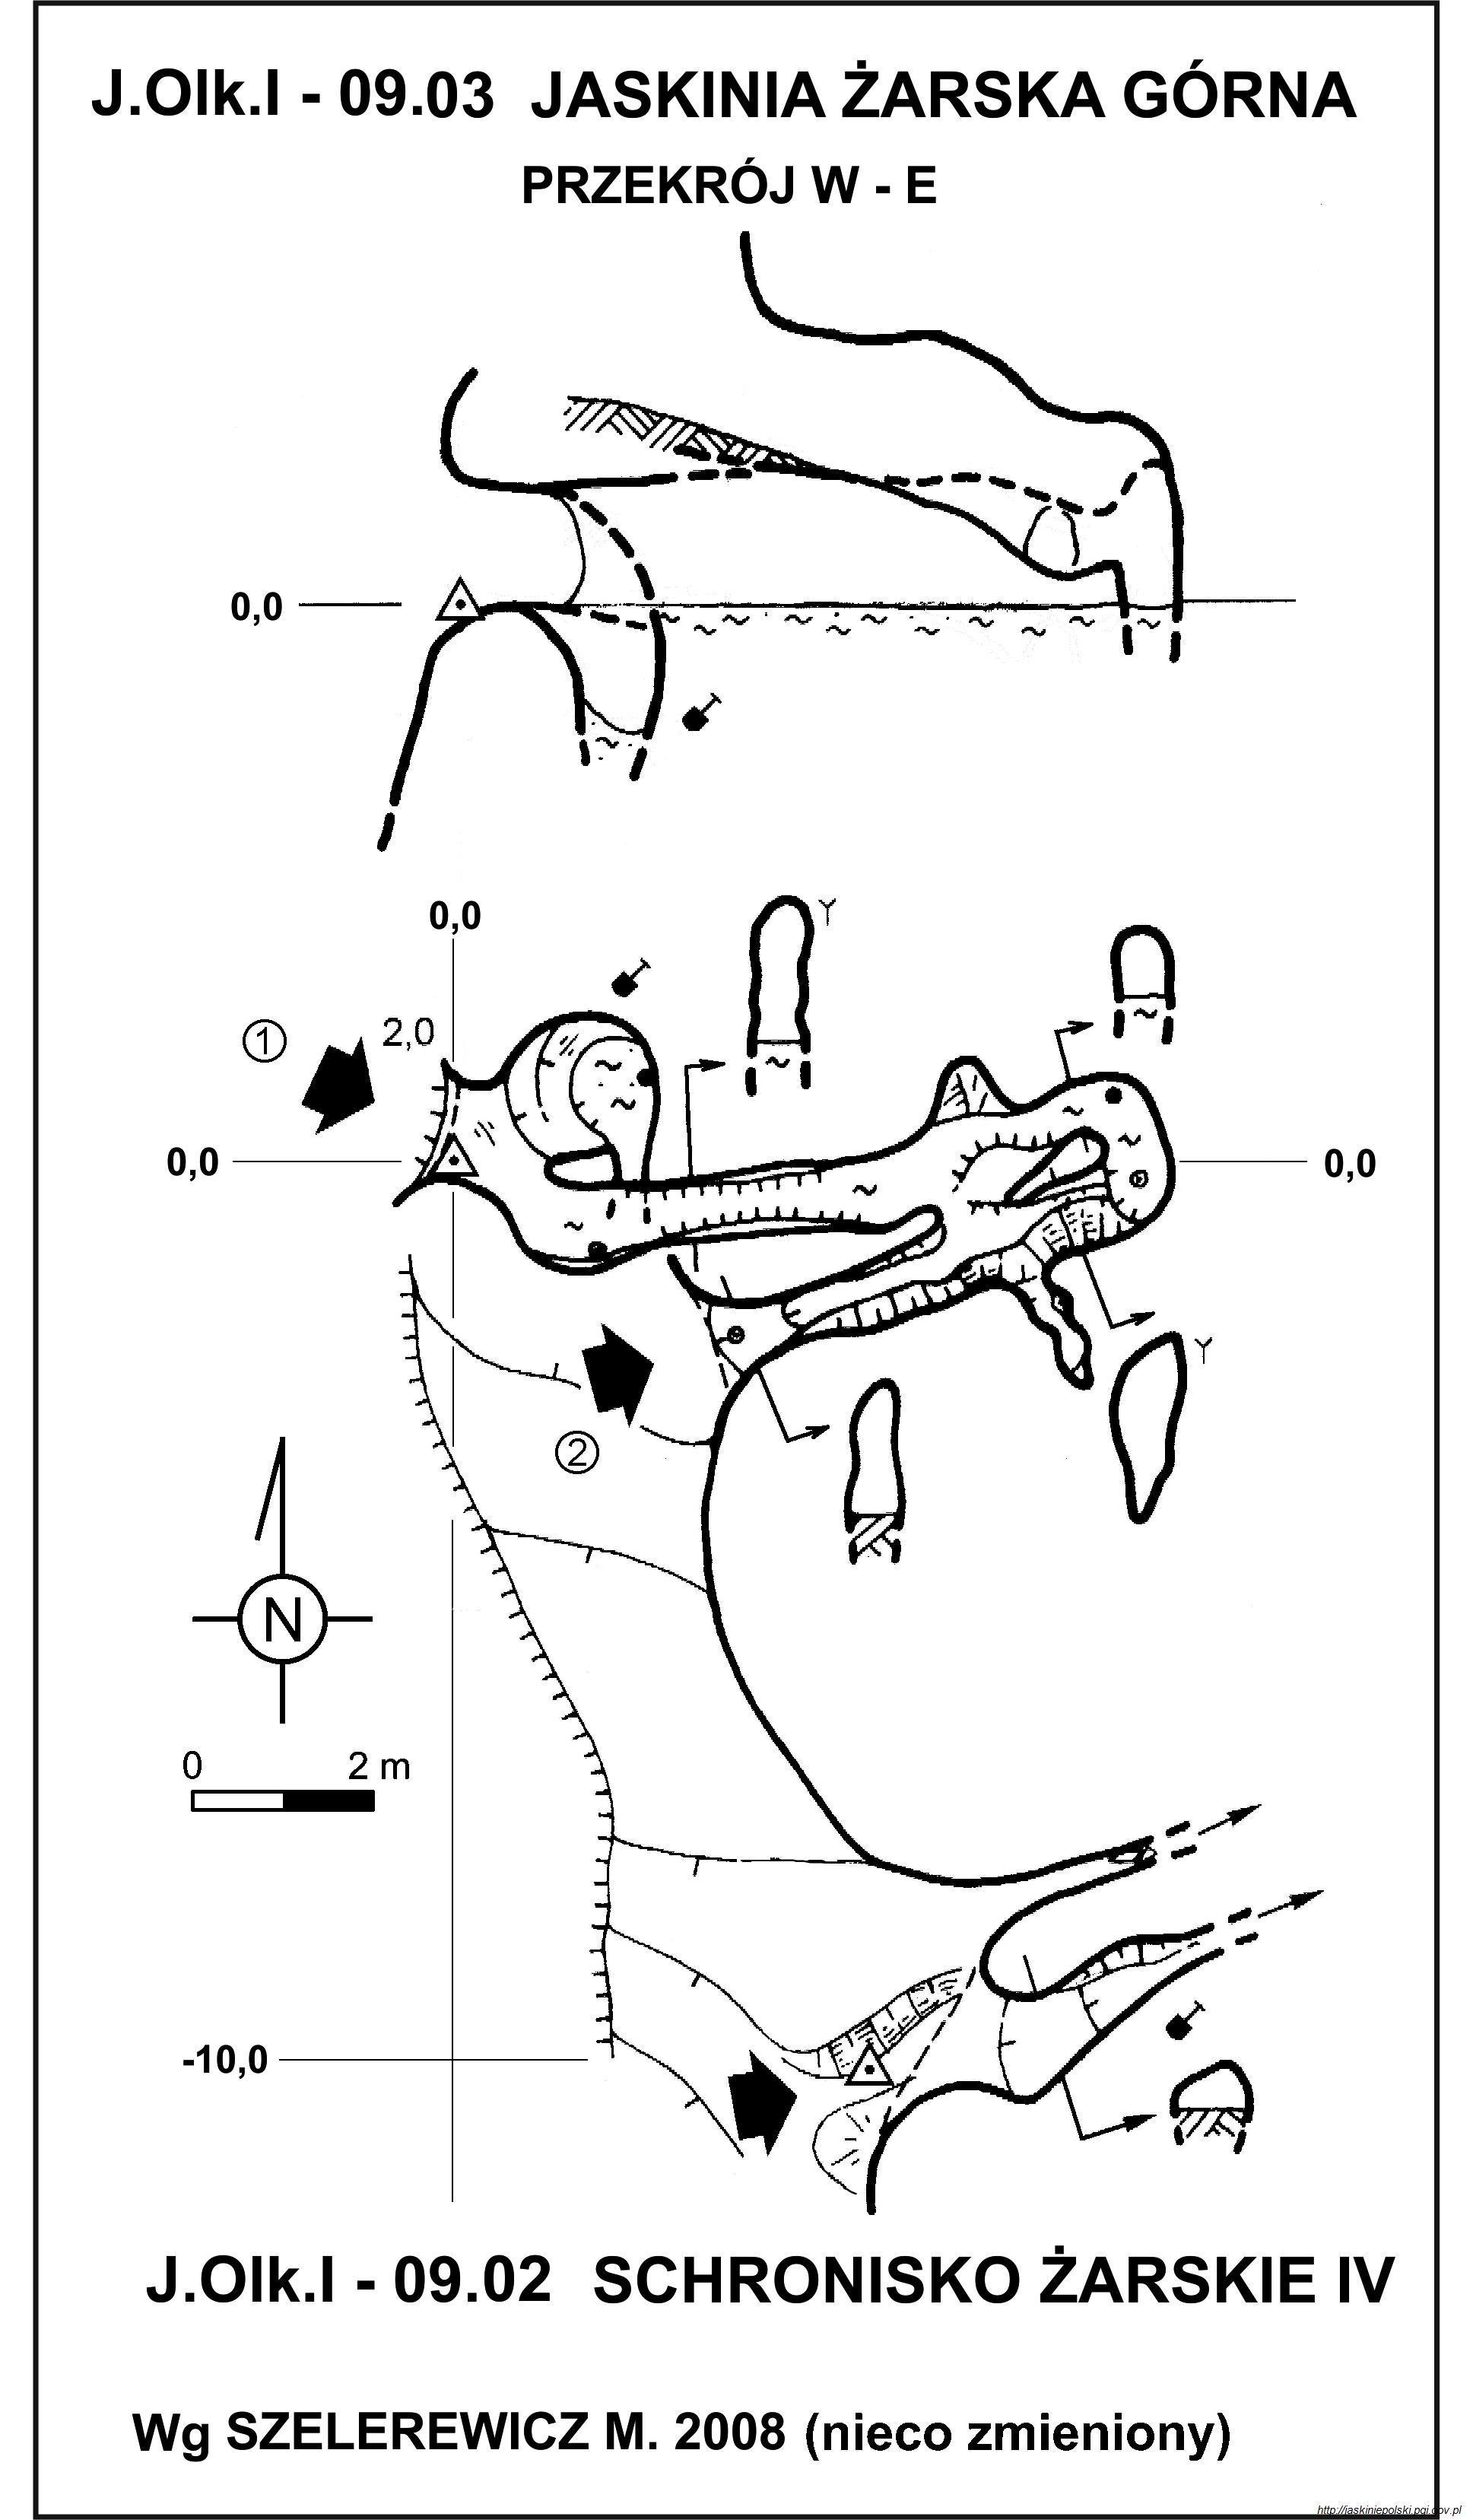 J.Olk.I - 09.03 JASKINIA ŻARSKA GÓRNA
PRZEKRÓJ W - E
0,0
0,0
① 2,0
0,0 0,0
②
N
0 2 m
-10,0
J.Olk.I - 09.02 SCHRONISKO ŻARSKIE IV
Wg SZELEREWICZ M. 2008 (nieco zmieniony)
http://jaskiniepolski.pgi.gov.pl